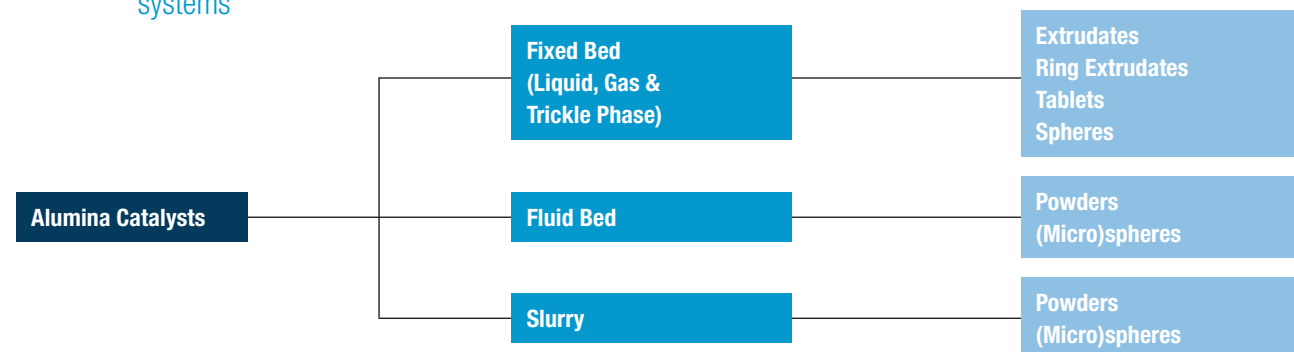 systems
Fixed Bed
(Liquid, Gas &
Trickle Phase)
Extrudates
Ring Extrudates
Tablets
Spheres
Alumina Catalysts
Fluid Bed
Powders
(Micro)spheres
Slurry
Powders
(Micro)spheres